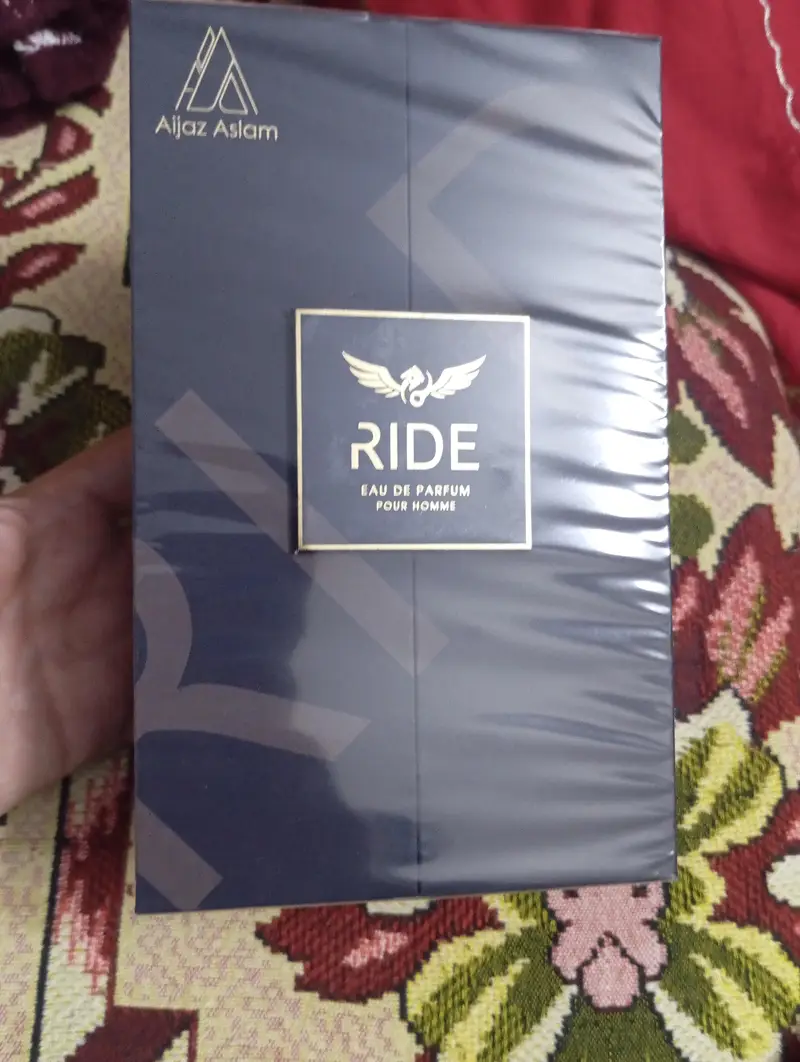 Aijaz Aslam
RIDE
EAU DE PARFUM
POUR HOMME